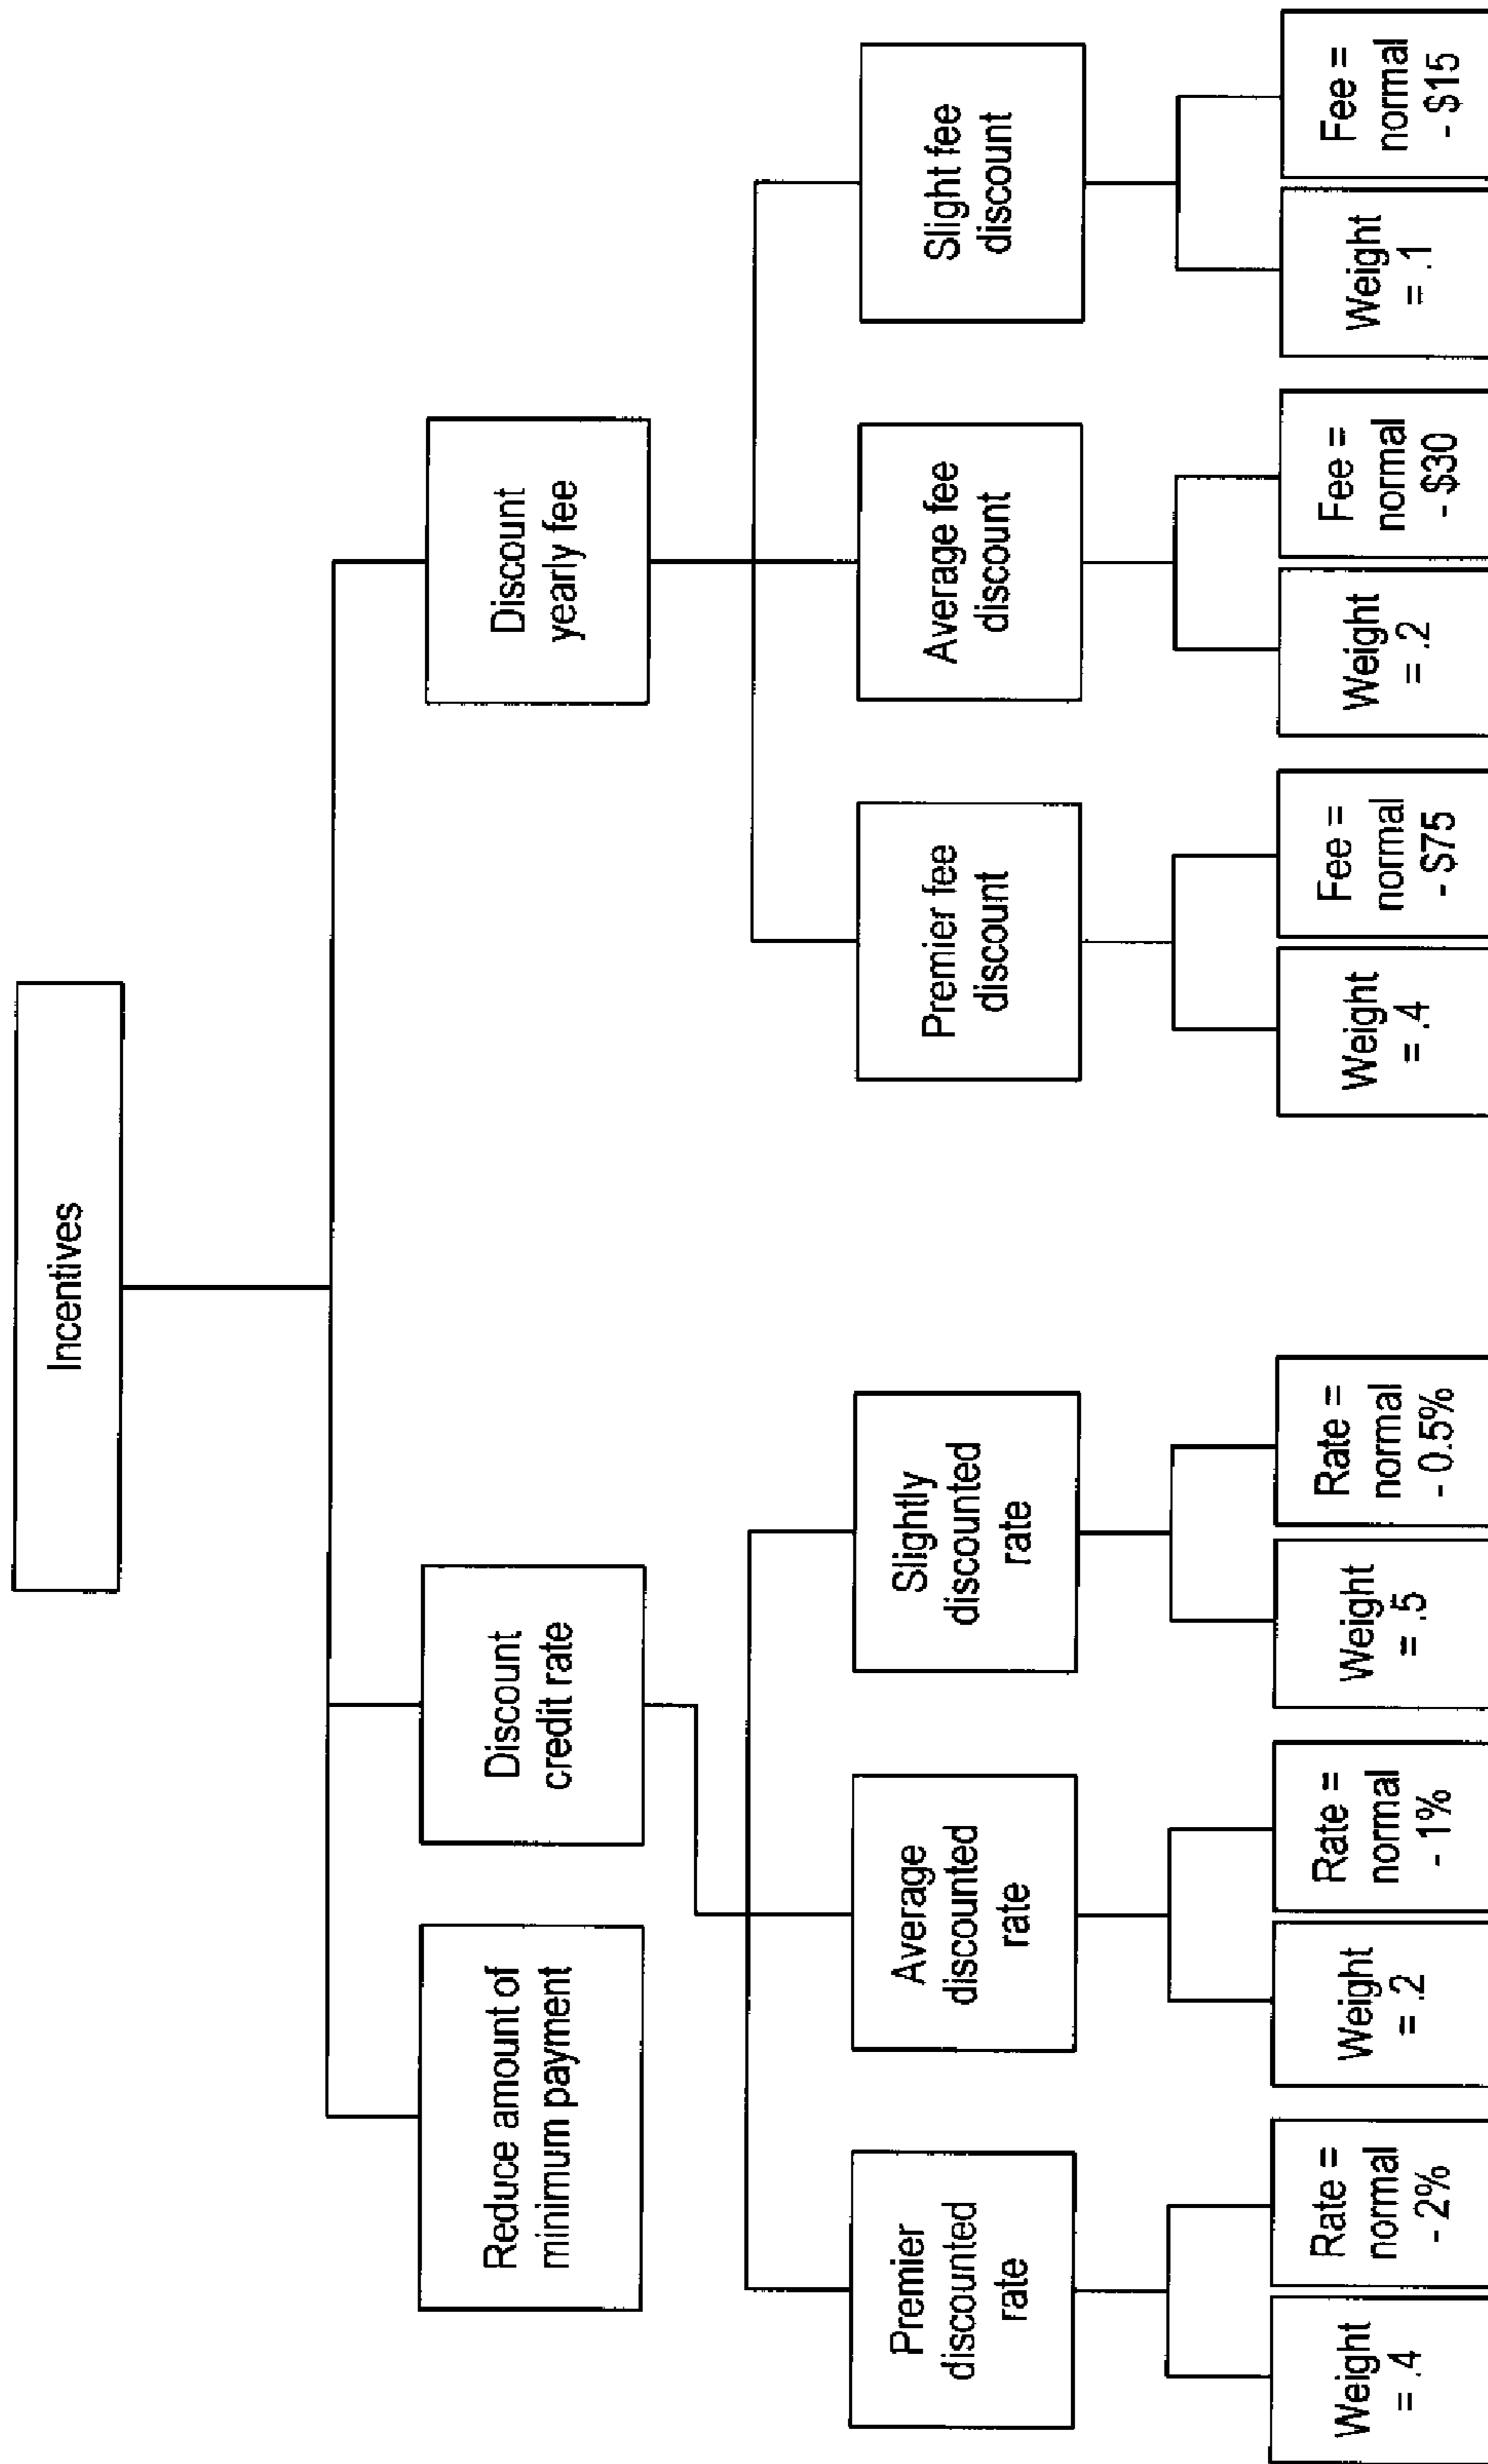 Incentives
Reduce amount of
minimum payment
Discount
credit rate
Discount
yearly fee
Premier
discounted
rate
Average
discounted
rate
Slightly
discounted
rate
Premier fee
discount
Average fee
discount
Slight fee
discount
Weight
= .4
Rate =
normal
- 2%
Weight
= .2
Rate =
normal
- 1%
Weight
= .5
Rate =
normal
- 0.5%
Weight
= .4
Fee =
normal
- $75
Weight
= .2
Fee =
normal
- $30
Weight
= .1
Fee =
normal
- $15